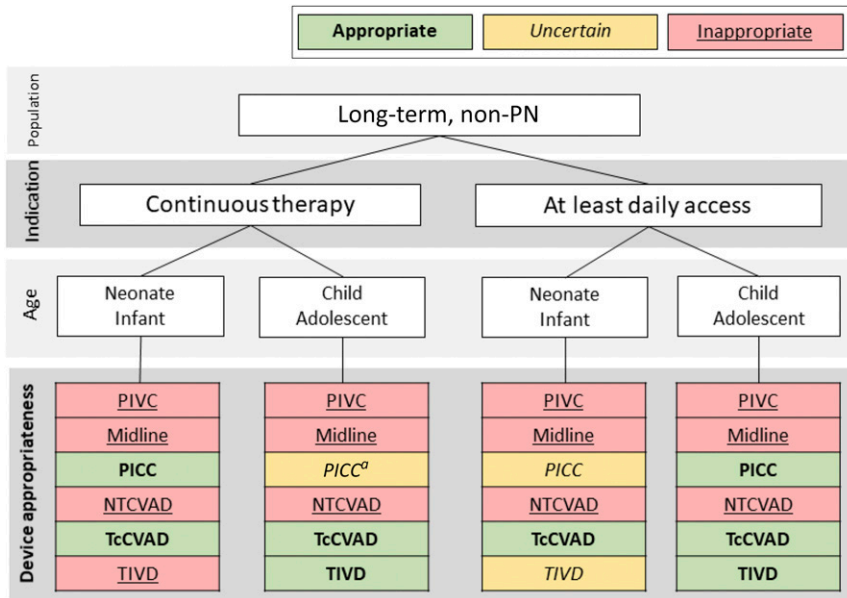 Appropriate Uncertain Inappropriate
Population
Long-term, non-PN
Indication
Continuous therapy At least daily access
Age
Neonate Infant
Child Adolescent
Neonate Infant
Child Adolescent
Device appropriateness
PIVC PIVC PIVC PIVC
Midline Midline Midline Midline
PICC PICCᵃ PICC PICC
NTCVAD NTCVAD NTCVAD NTCVAD
TcCVAD TcCVAD TcCVAD TcCVAD
TIVD TIVD TIVD TIVD